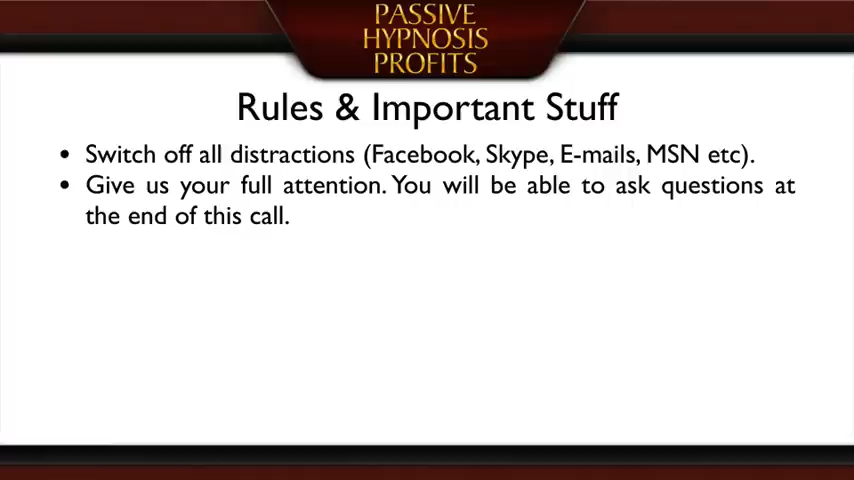 PASSIVE
HYPNOSIS
PROFITS
Rules & Important Stuff
• Switch off all distractions (Facebook, Skype, E-mails, MSN etc).
• Give us your full attention. You will be able to ask questions at
the end of this call.